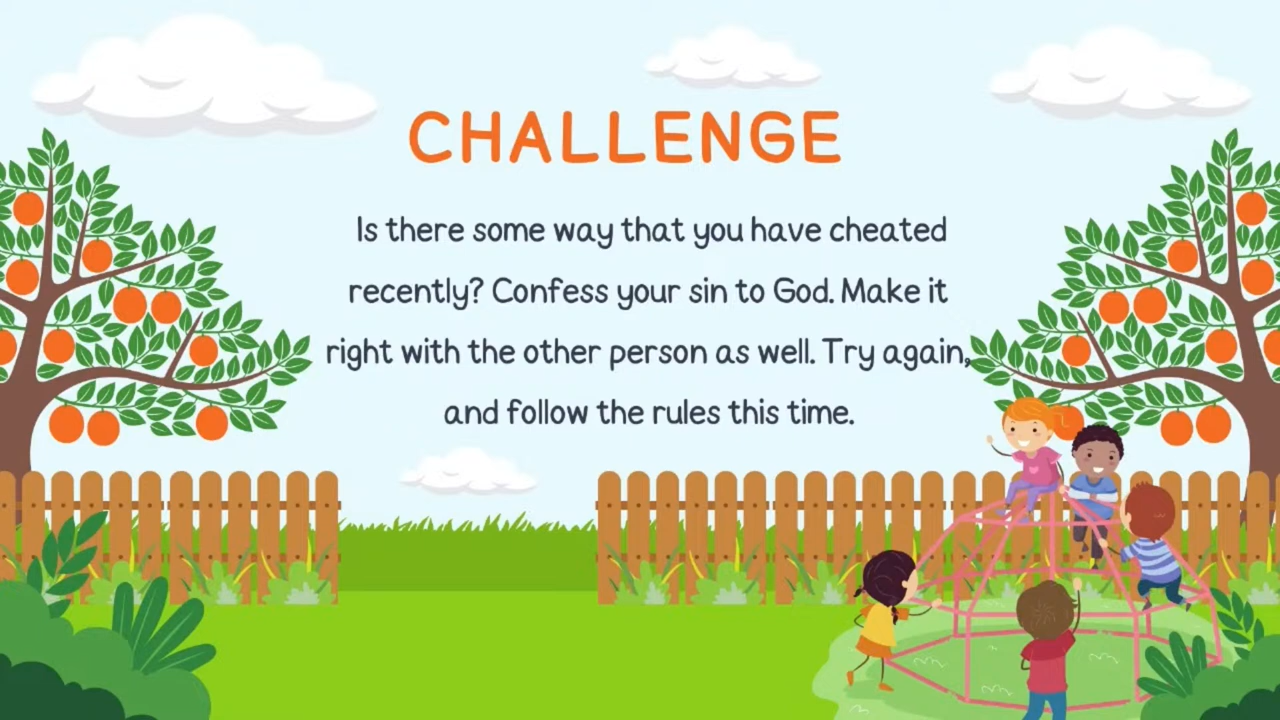 CHALLENGE
Is there some way that you have cheated
recently? Confess your sin to God. Make it
right with the other person as well. Try again,
and follow the rules this time.